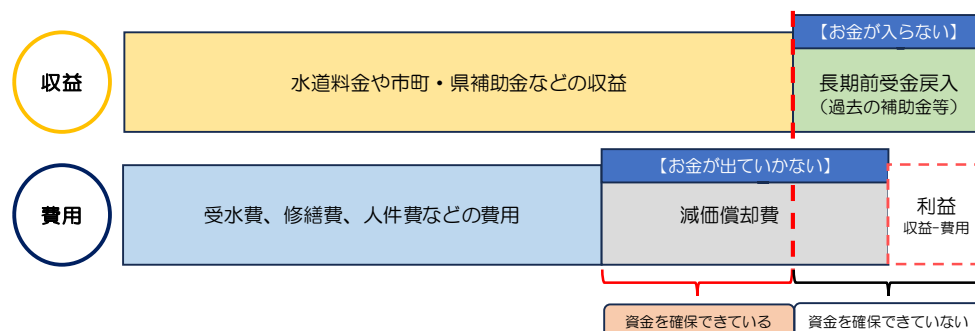 【お金が入らない】
収益
水道料金や市町・県補助金などの収益
長期前受金戻入
（過去の補助金等）
【お金が出ていかない】
費用
受水費、修繕費、人件費などの費用
減価償却費
利益
収益-費用
資金を確保できている
資金を確保できていない